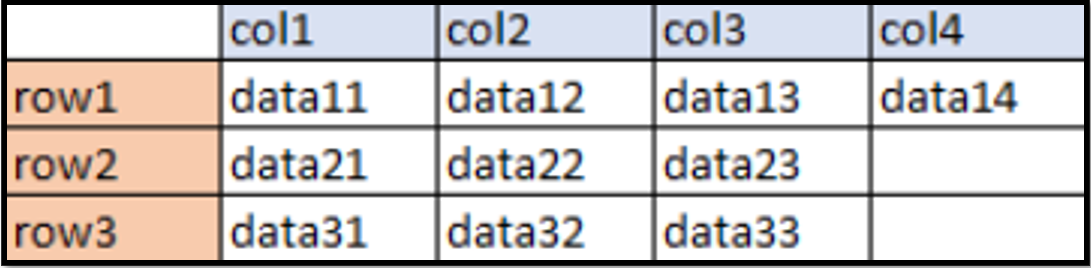 col1 col2 col3 col4
row1 data11 data12 data13 data14
row2 data21 data22 data23
row3 data31 data32 data33